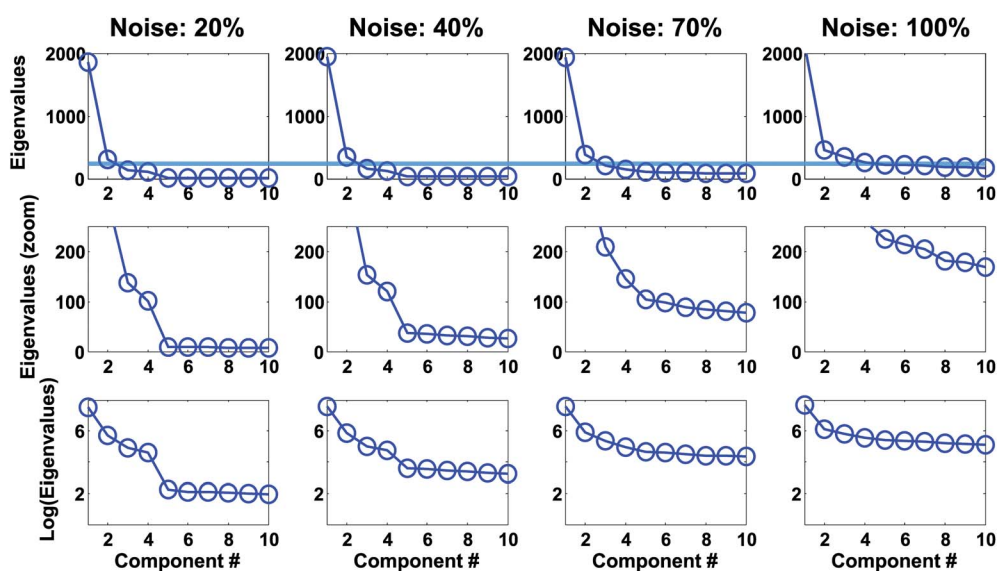 Noise: 20% Noise: 40% Noise: 70% Noise: 100%
Eigenvalues
2000 2000 2000 2000
1000 1000 1000 1000
0 0 0 0
2 4 6 8 10 2 4 6 8 10 2 4 6 8 10 2 4 6 8 10
Eigenvalues (zoom)
200 200 200 200
100 100 100 100
0 0 0 0
2 4 6 8 10 2 4 6 8 10 2 4 6 8 10 2 4 6 8 10
Log(Eigenvalues)
6 6 6 6
2 2 2 2
2 4 6 8 10 2 4 6 8 10 2 4 6 8 10 2 4 6 8 10
Component # Component # Component # Component #